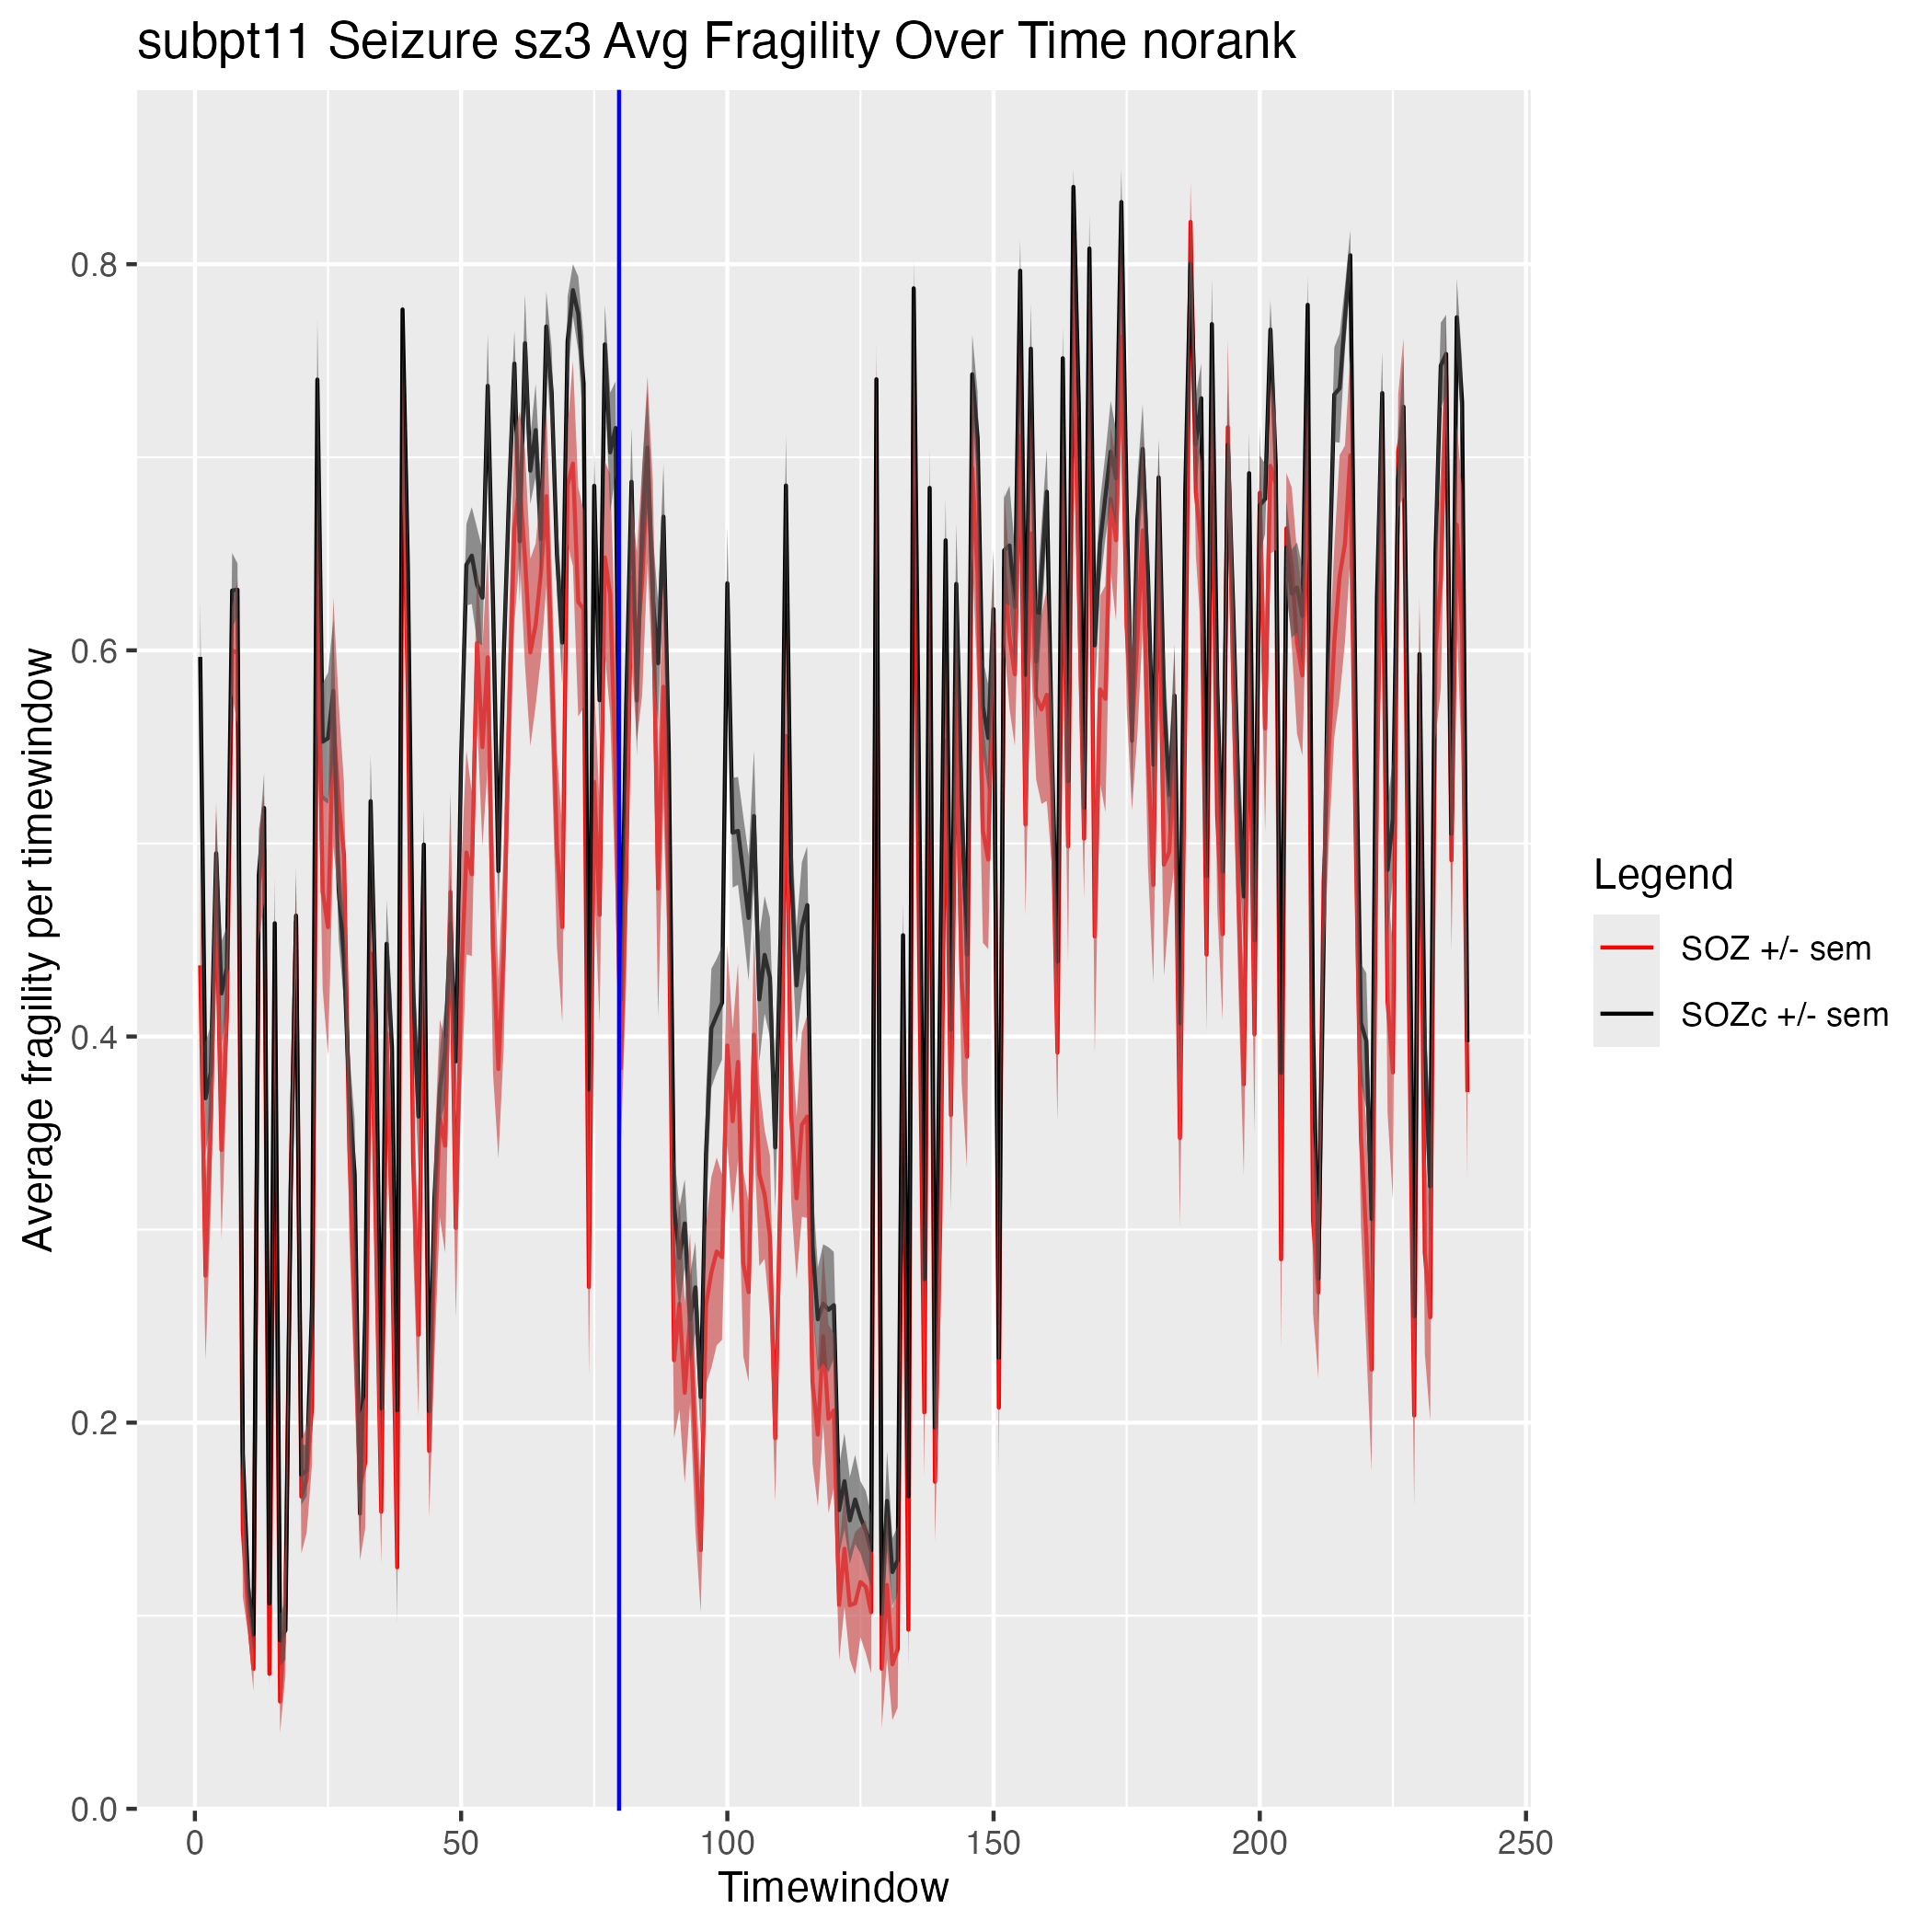 subpt11 Seizure sz3 Avg Fragility Over Time norank
Average fragility per timewindow
0.8
0.6
0.4
0.2
0.0
0 50 100 150 200 250
Timewindow
Legend
SOZ +/- sem
SOZc +/- sem